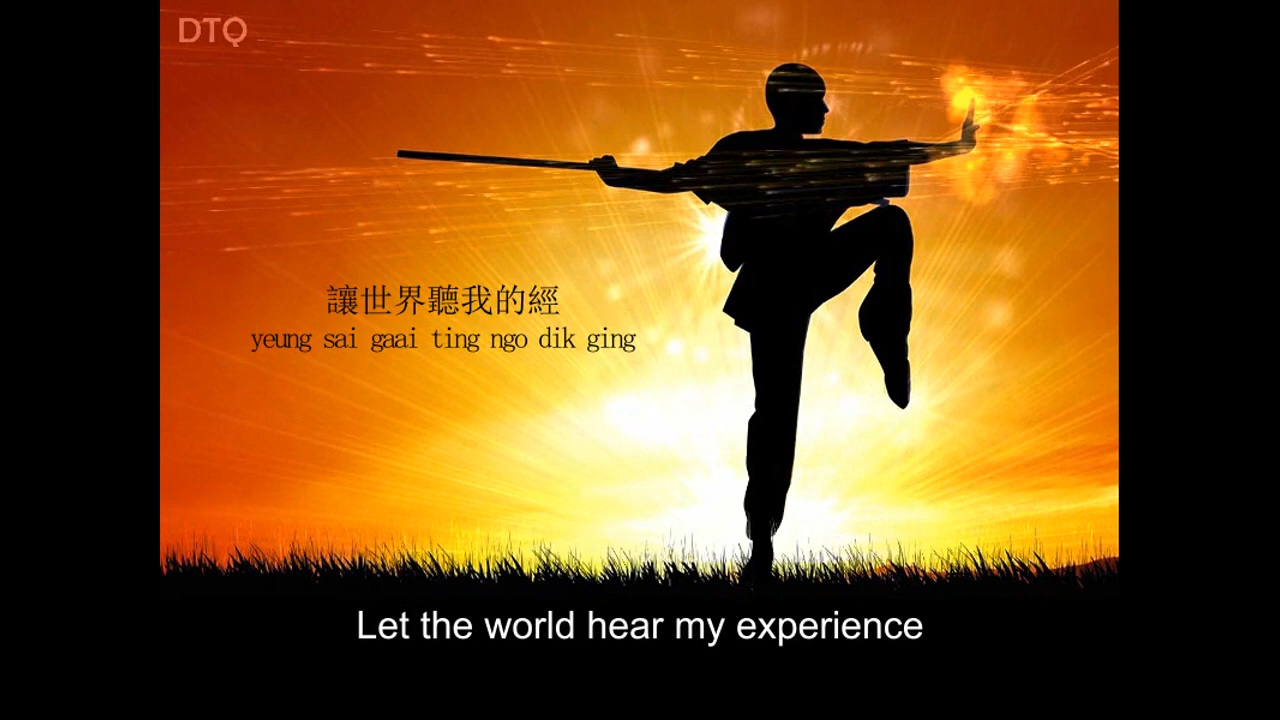 DTQ
讓世界聽我的經
yeung sai gaai ting ngo dik ging
Let the world hear my experience